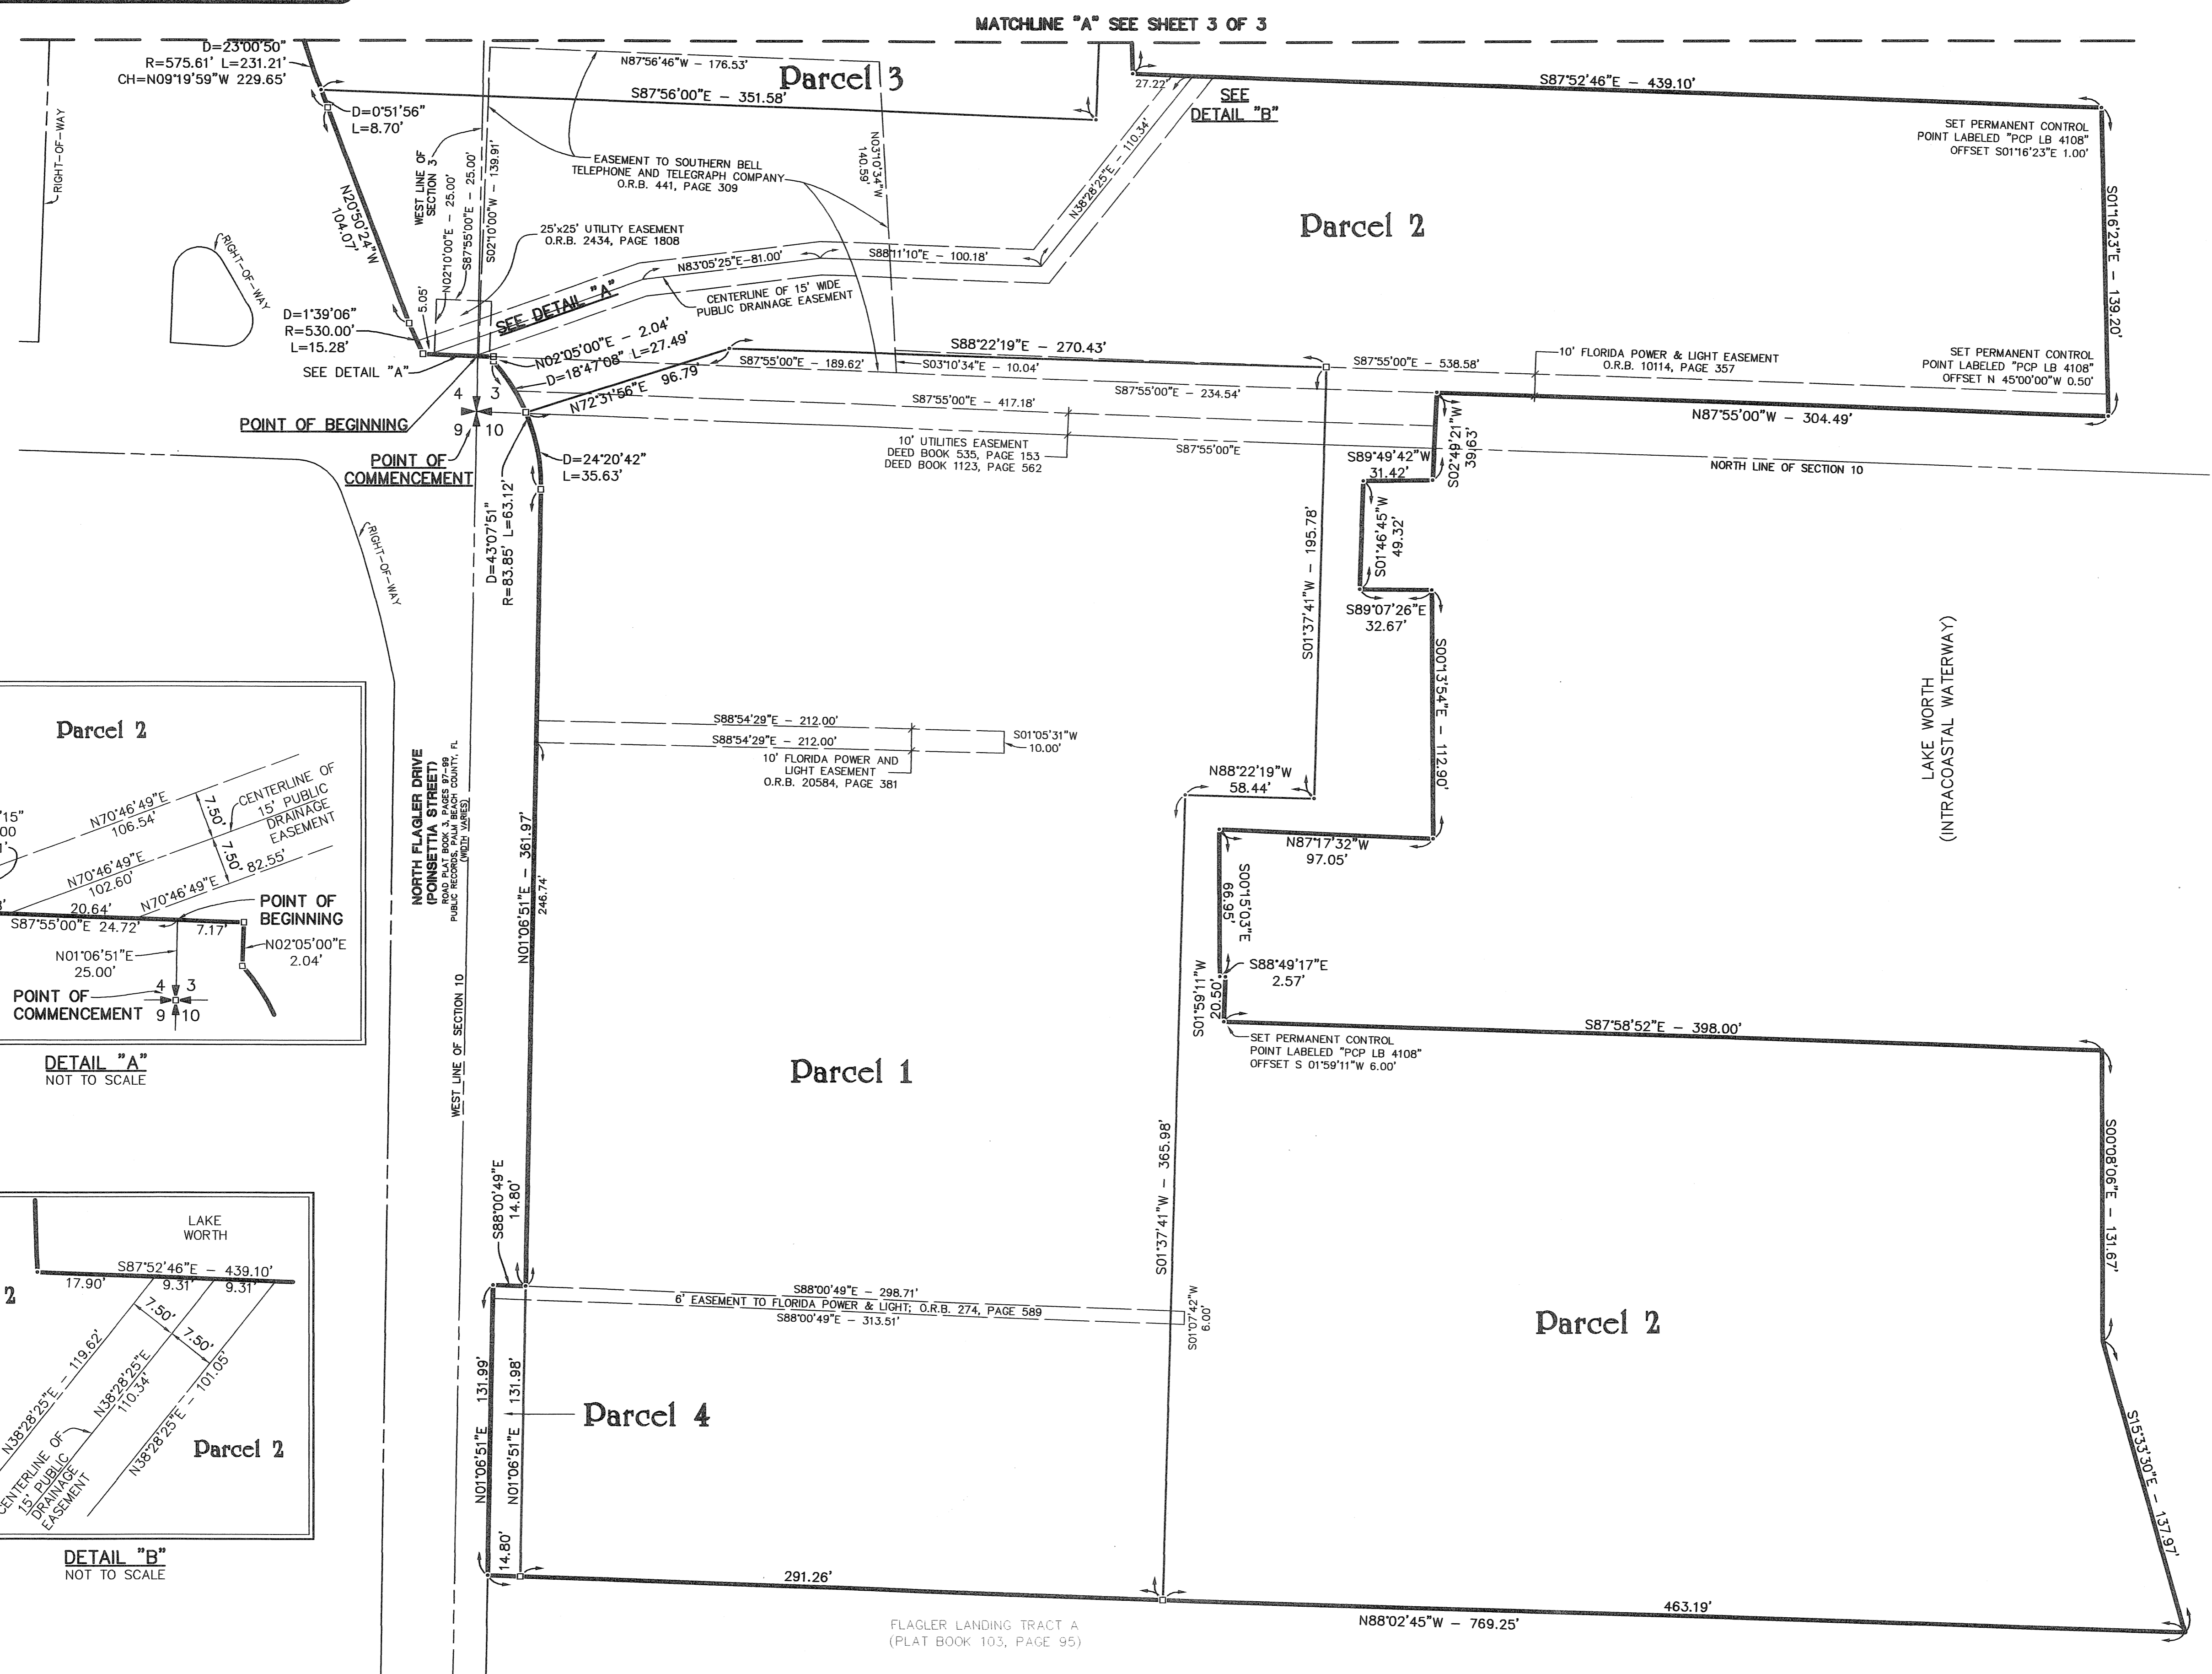 MATCHLINE "A" SEE SHEET 3 OF 3
D=23°00'50"
R=575.61' L=231.21'
CH=N09°19'59"W 229.65'
N87°56'46"W - 176.53'
Parcel 3
S87°56'00"E - 351.58'
27.22'
SEE
DETAIL "B"
S87°52'46"E - 439.10'
SET PERMANENT CONTROL
POINT LABELED "PCP LB 4108"
OFFSET S01°16'23"E 1.00'
RIGHT-OF-WAY
D=0°51'56"
L=8.70'
N20°50'24"W
104.07'
WEST LINE OF
SECTION 3
N02°10'00"E - 25.00'
S87°55'00"E - 25.00'
S02°10'00"W - 139.91'
EASEMENT TO SOUTHERN BELL
TELEPHONE AND TELEGRAPH COMPANY
O.R.B. 441, PAGE 309
N03°10'34"W
140.59'
N38°28'25"E - 110.34'
Parcel 2
S01°16'23"E - 139.20'
25'x25' UTILITY EASEMENT
O.R.B. 2434, PAGE 1808
RIGHT-OF-WAY
N83°05'25"E-81.00'
S88°11'10"E - 100.18'
CENTERLINE OF 15' WIDE
PUBLIC DRAINAGE EASEMENT
SEE DETAIL "A"
5.05'
D=1°39'06"
R=530.00'
L=15.28'
SEE DETAIL "A"
N02°05'00"E - 2.04'
D=18°47'08" L=27.49'
N72°31'56"E 96.79'
S88°22'19"E - 270.43'
S87°55'00"E - 189.62'
S03°10'34"E - 10.04'
S87°55'00"E - 538.58'
10' FLORIDA POWER & LIGHT EASEMENT
O.R.B. 10114, PAGE 357
SET PERMANENT CONTROL
POINT LABELED "PCP LB 4108"
OFFSET N 45°00'00"W 0.50'
S87°55'00"E - 417.18'
S87°55'00"E - 234.54'
N87°55'00"W - 304.49'
4 3
9 10
POINT OF BEGINNING
POINT OF
COMMENCEMENT
D=24°20'42"
L=35.63'
10' UTILITIES EASEMENT
DEED BOOK 535, PAGE 153
DEED BOOK 1123, PAGE 562
S87°55'00"E
S89°49'42"W
31.42'
S02°49'21"W
39.63'
NORTH LINE OF SECTION 10
RIGHT-OF-WAY
D=43°07'51"
R=83.85' L=63.12'
S01°37'41"W - 195.78'
S01°46'45"W
49.32'
S89°07'26"E
32.67'
S00°13'54"E - 112.90'
LAKE WORTH
(INTRACOASTAL WATERWAY)
S88°54'29"E - 212.00'
S88°54'29"E - 212.00'
S01°05'31"W
10.00'
10' FLORIDA POWER AND
LIGHT EASEMENT
O.R.B. 20584, PAGE 381
N88°22'19"W
58.44'
N87°17'32"W
97.05'
NORTH FLAGLER DRIVE
(POINSETTIA STREET)
ROAD PLAT BOOK 3, PAGES 97-99
PUBLIC RECORDS, PALM BEACH COUNTY, FL
(WIDTH VARIES)
N01°06'51"E - 361.97'
246.74'
S00°15'03"E
66.95'
S88°49'17"E
2.57'
S01°59'11"W
20.50'
SET PERMANENT CONTROL
POINT LABELED "PCP LB 4108"
OFFSET S 01°59'11"W 6.00'
S87°58'52"E - 398.00'
WEST LINE OF SECTION 10
Parcel 1
S01°37'41"W - 365.98'
S00°08'06"E - 131.67'
S88°00'49"E
14.80'
S88°00'49"E - 298.71'
6' EASEMENT TO FLORIDA POWER & LIGHT; O.R.B. 274, PAGE 589
S88°00'49"E - 313.51'
S01°07'42"W
6.00'
Parcel 2
N01°06'51"E 131.99'
N01°06'51"E 131.98'
Parcel 4
S15°33'30"E - 137.97'
14.80'
291.26'
463.19'
N88°02'45"W - 769.25'
FLAGLER LANDING TRACT A
(PLAT BOOK 103, PAGE 95)
Parcel 2
15"
00
N70°46'49"E
106.54'
7.50'
CENTERLINE OF
15' PUBLIC
DRAINAGE
EASEMENT
N70°46'49"E
102.60'
7.50'
N70°46'49"E 82.55'
20.64'
S87°55'00"E 24.72'
7.17'
POINT OF
BEGINNING
N01°06'51"E
25.00'
N02°05'00"E
2.04'
POINT OF
COMMENCEMENT
4 3
9 10
DETAIL "A"
NOT TO SCALE
LAKE
WORTH
S87°52'46"E - 439.10'
17.90'
9.31'
9.31'
2
7.50'
7.50'
N38°28'25"E - 119.62'
N38°28'25"E
110.34'
N38°28'25"E - 101.05'
CENTERLINE OF
15' PUBLIC
DRAINAGE
EASEMENT
Parcel 2
DETAIL "B"
NOT TO SCALE